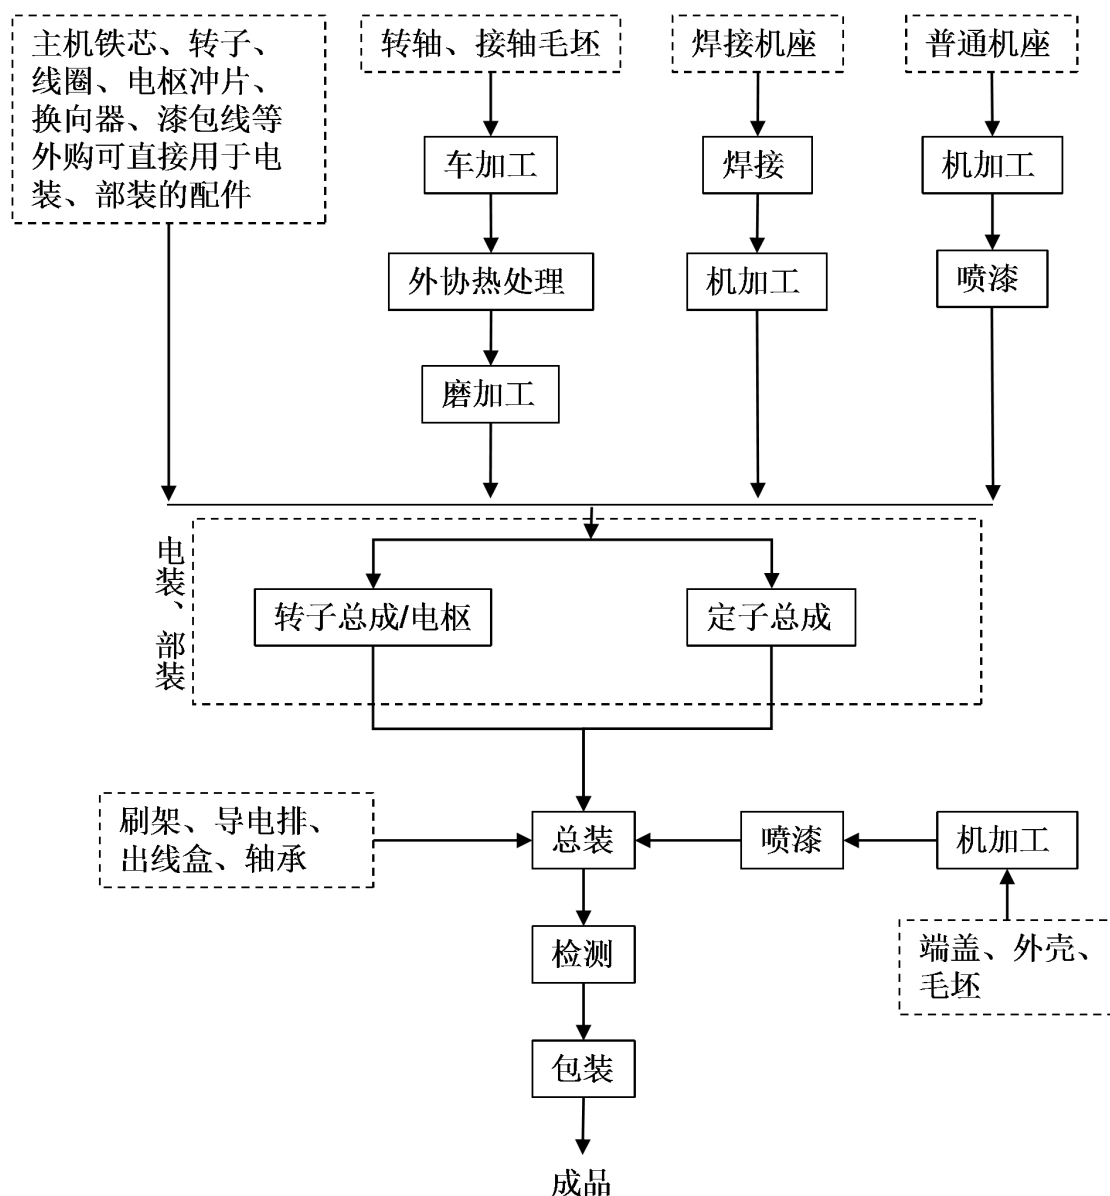 主机铁芯、转子、
线圈、电枢冲片、
换向器、漆包线等
外购可直接用于电
装、部装的配件
转轴、接轴毛坯
焊接机座
普通机座
车加工
焊接
机加工
外协热处理
机加工
喷漆
磨加工
电装、部装
转子总成/电枢
定子总成
刷架、导电排、
出线盒、轴承
总装
喷漆
机加工
检测
端盖、外壳、
毛坯
包装
成品